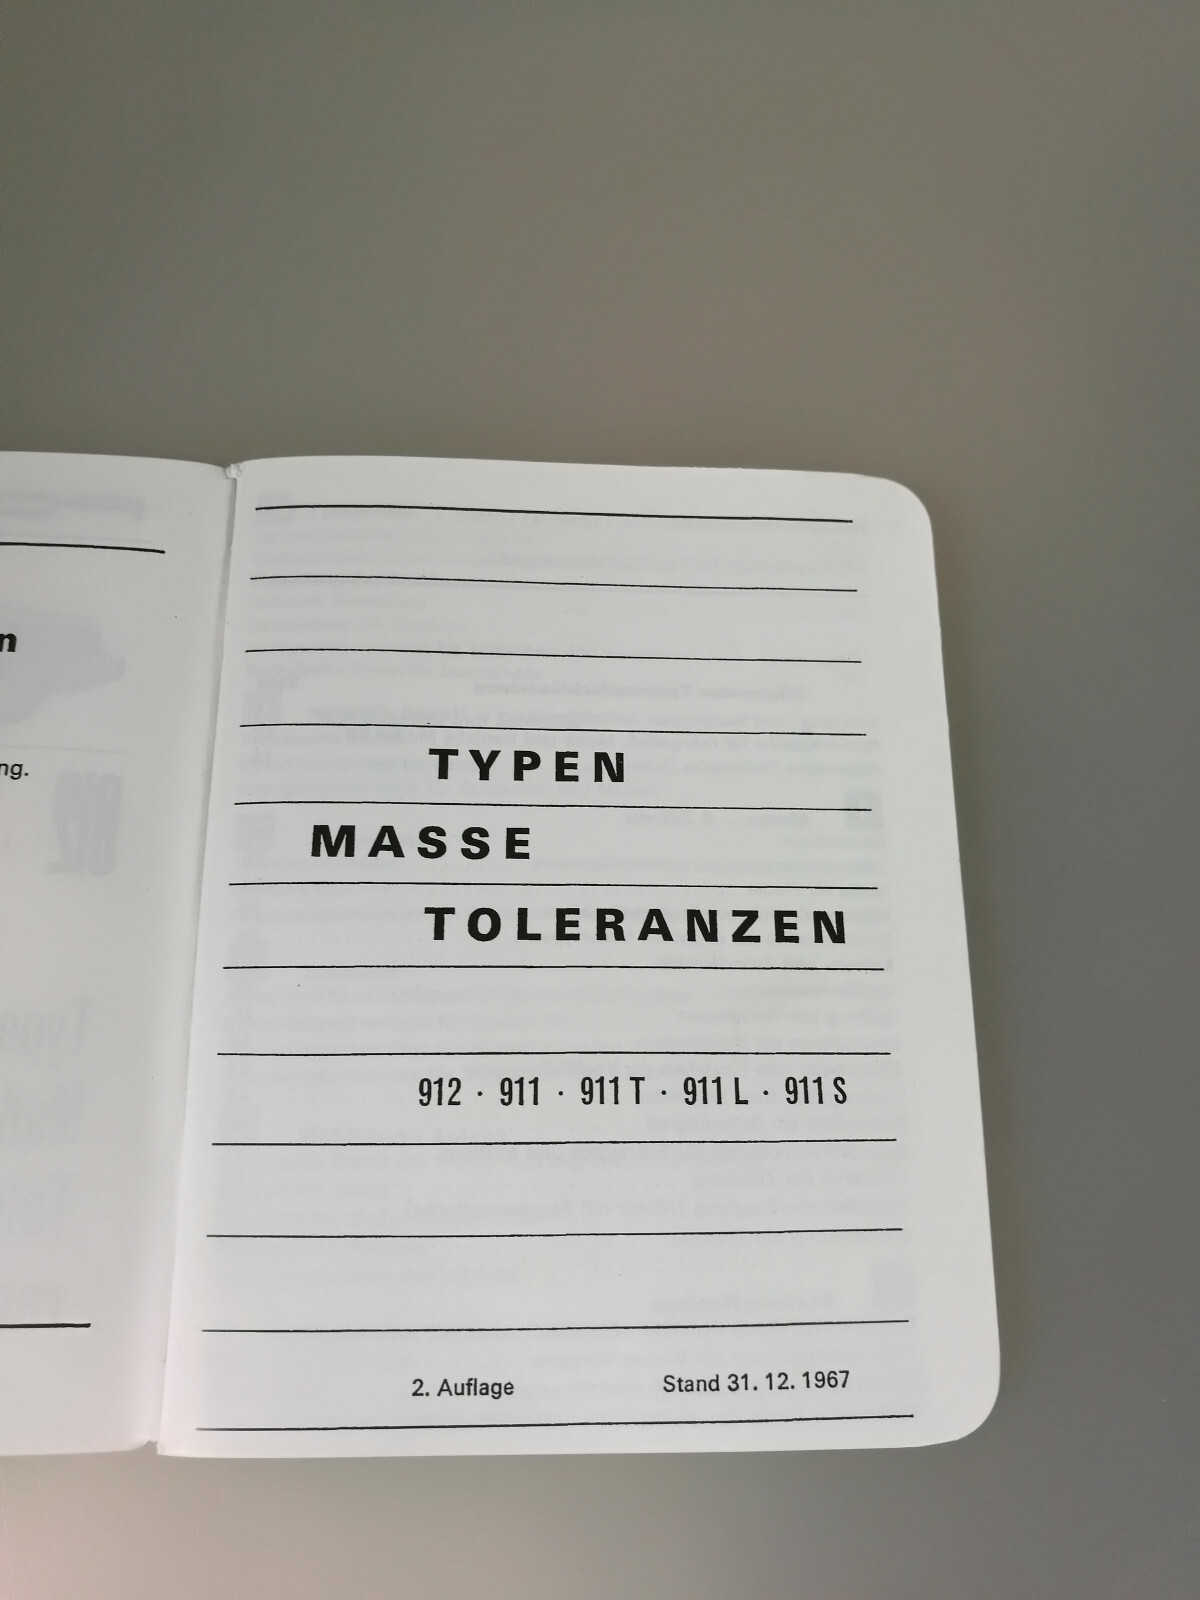 n
ng.
TYPEN
MASSE
TOLERANZEN
912 · 911 · 911 T · 911 L · 911 S
2. Auflage Stand 31. 12. 1967